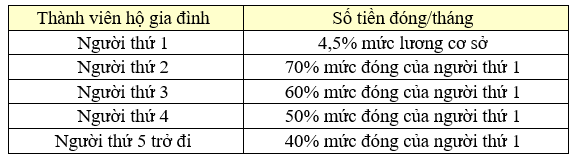 Thành viên hộ gia đình Số tiền đóng/tháng
Người thứ 1 4,5% mức lương cơ sở
Người thứ 2 70% mức đóng của người thứ 1
Người thứ 3 60% mức đóng của người thứ 1
Người thứ 4 50% mức đóng của người thứ 1
Người thứ 5 trở đi 40% mức đóng của người thứ 1